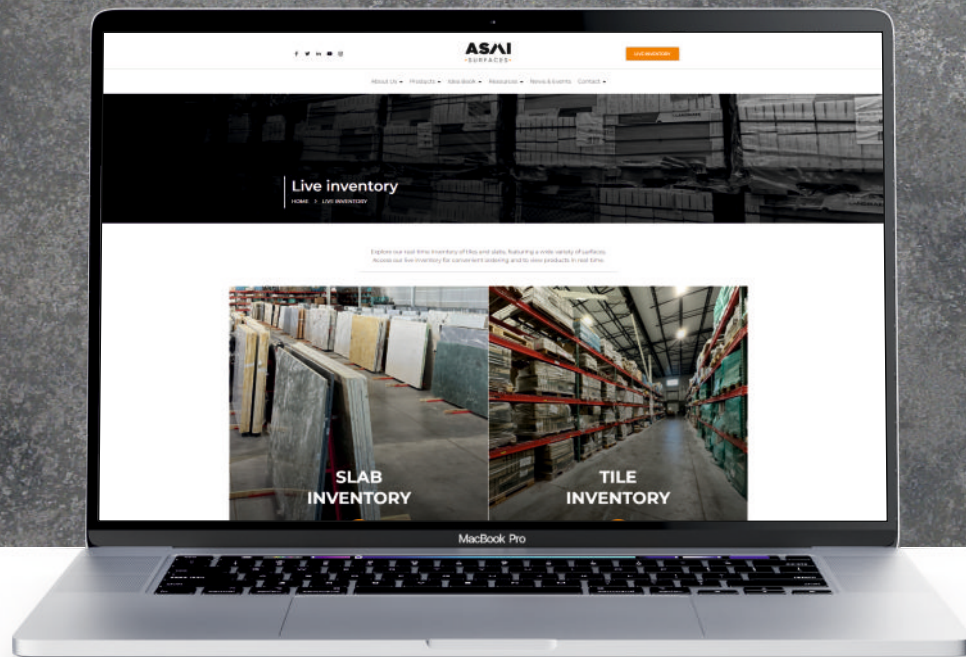 ASMI
-SURFACES-
LIVE INVENTORY
About Us Products Idea Book Resources News & Events Contact
Live inventory
HOME > LIVE INVENTORY
Explore our real-time inventory of tiles and slabs, featuring a wide variety of surfaces.
Access our live inventory for convenient ordering and to view products in real time.
SLAB
INVENTORY
TILE
INVENTORY
MacBook Pro